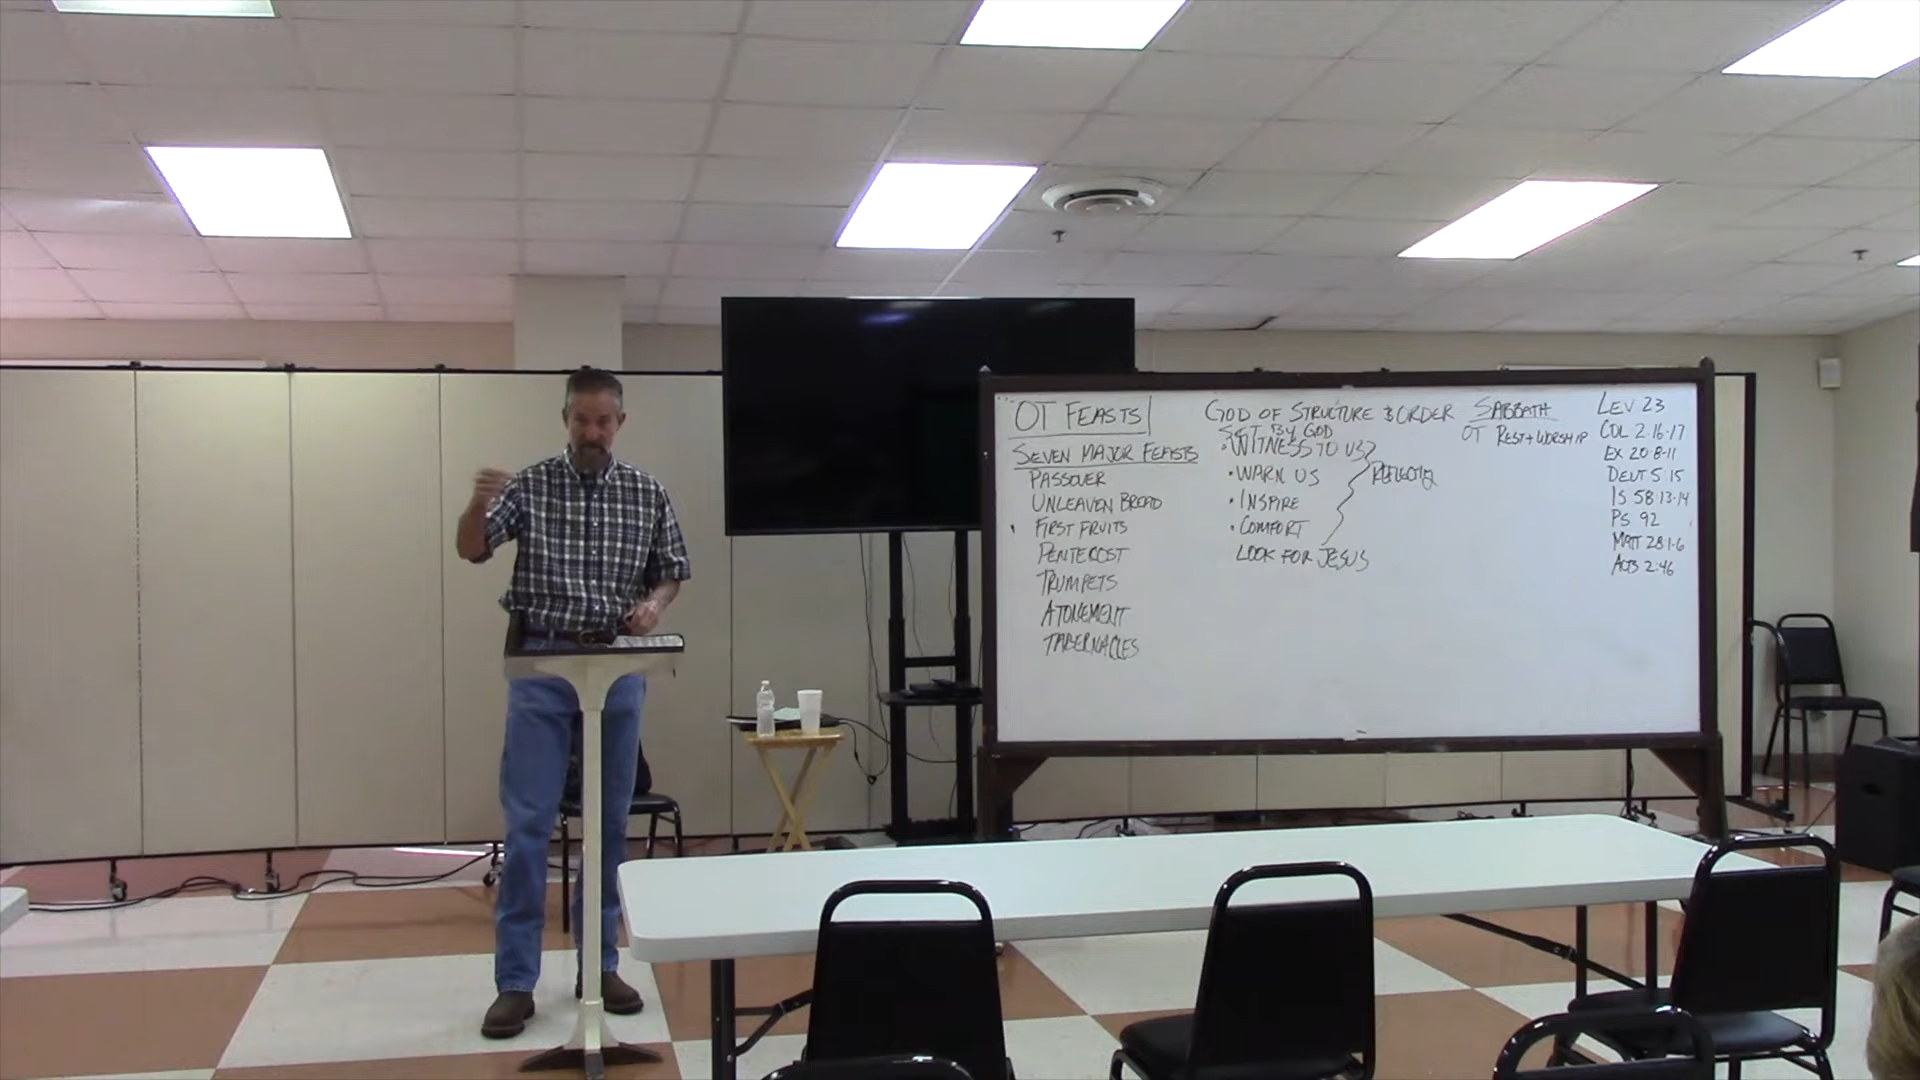 OT FEASTS
SEVEN MAJOR FEASTS
PASSOVER
UNLEAVEN BREAD
FIRST FRUITS
PENTECOST
TRUMPETS
ATONEMENT
TABERNACLES
GOD OF STRUCTURE & ORDER
SET BY GOD
• WITNESS TO US
• WARN US
• INSPIRE
• COMFORT
LOOK FOR JESUS
SABBATH
OT REST + WORSHIP
LEV 23
COL 2:16-17
EX 20:8-11
DEUT 5:15
IS 58:13-14
PS 92
MATT 28:1-6
ACTS 2:46